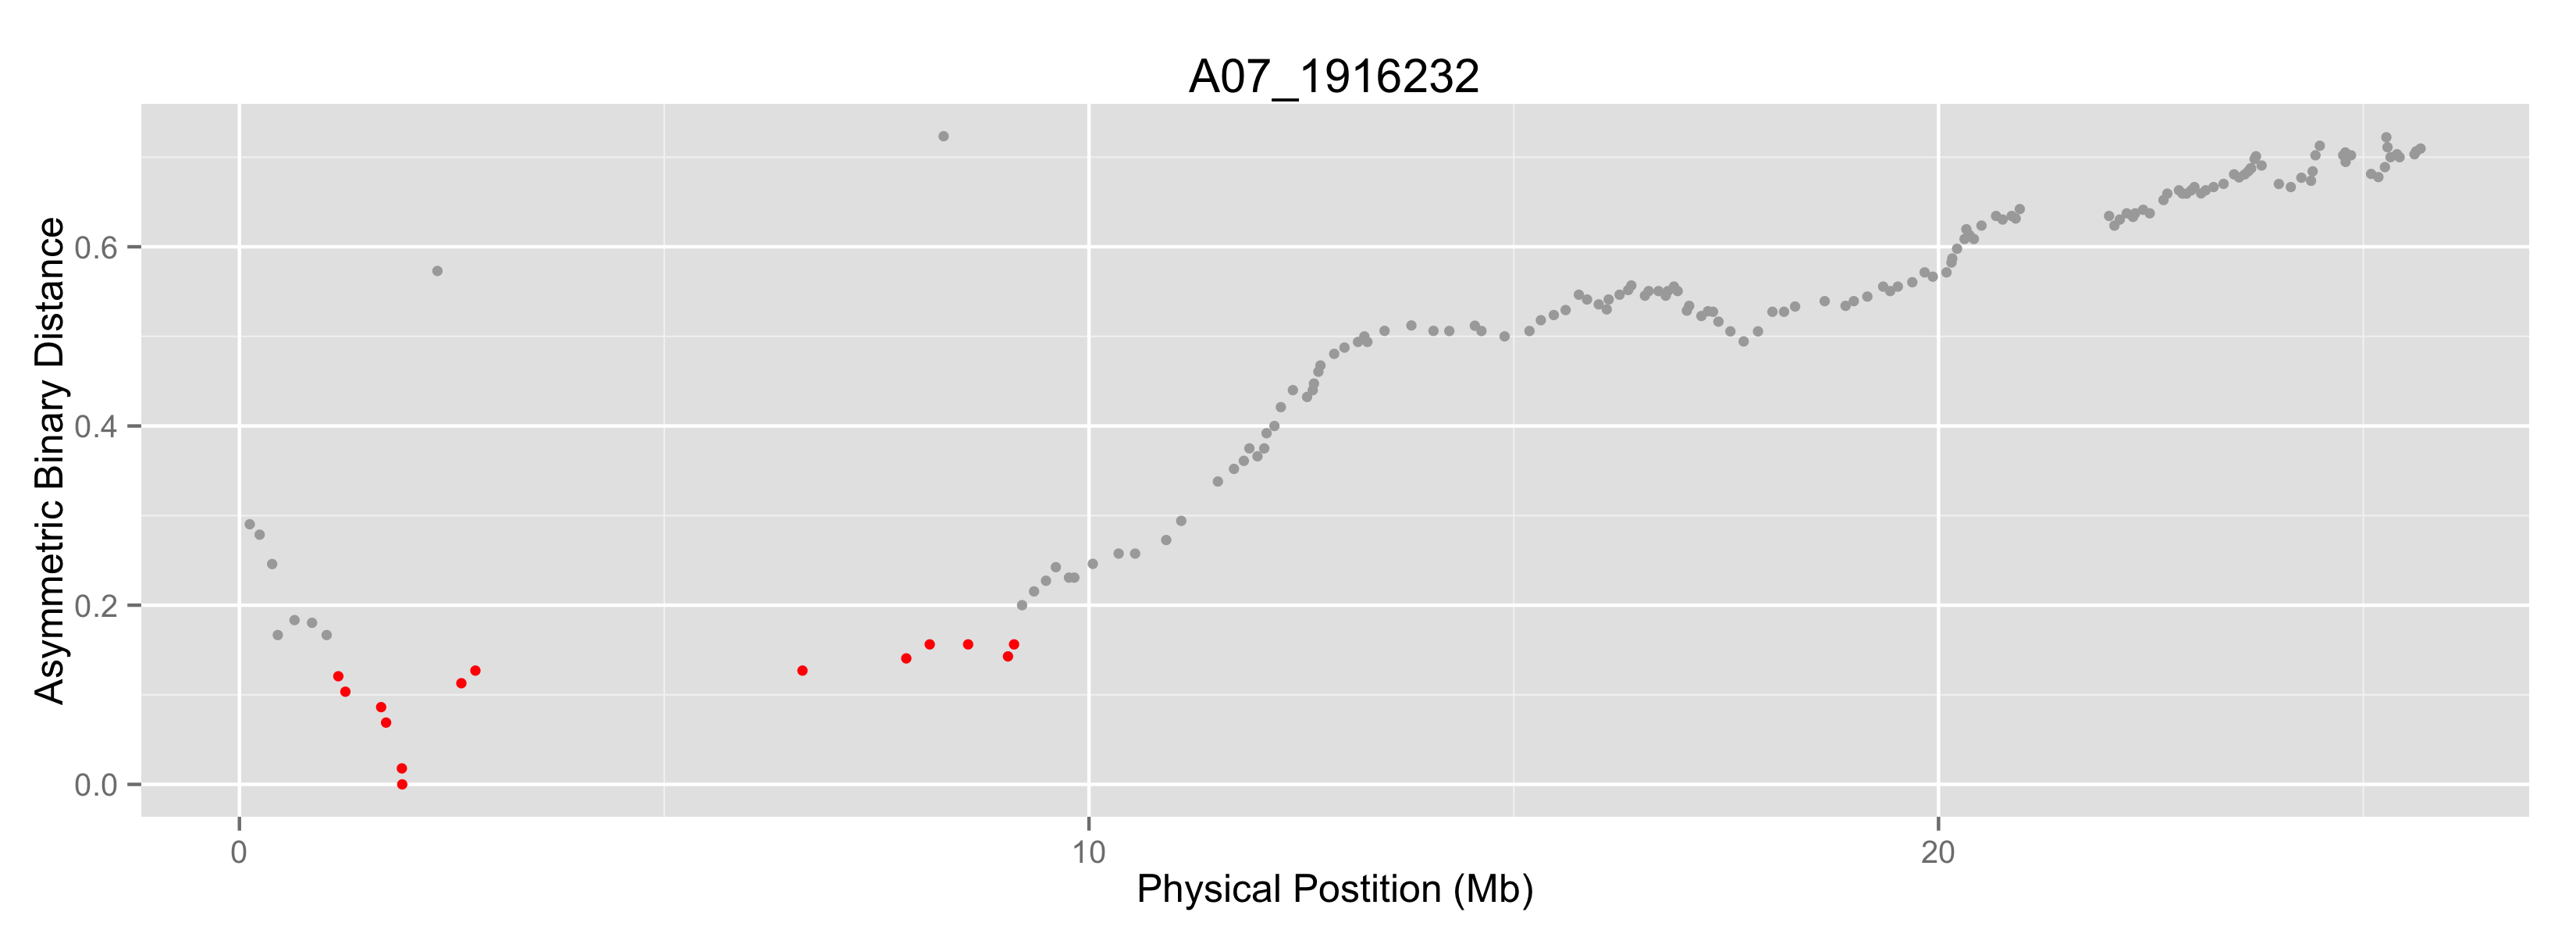 A07_1916232
Asymmetric Binary Distance
0.6
0.4
0.2
0.0
0
10
20
Physical Postition (Mb)